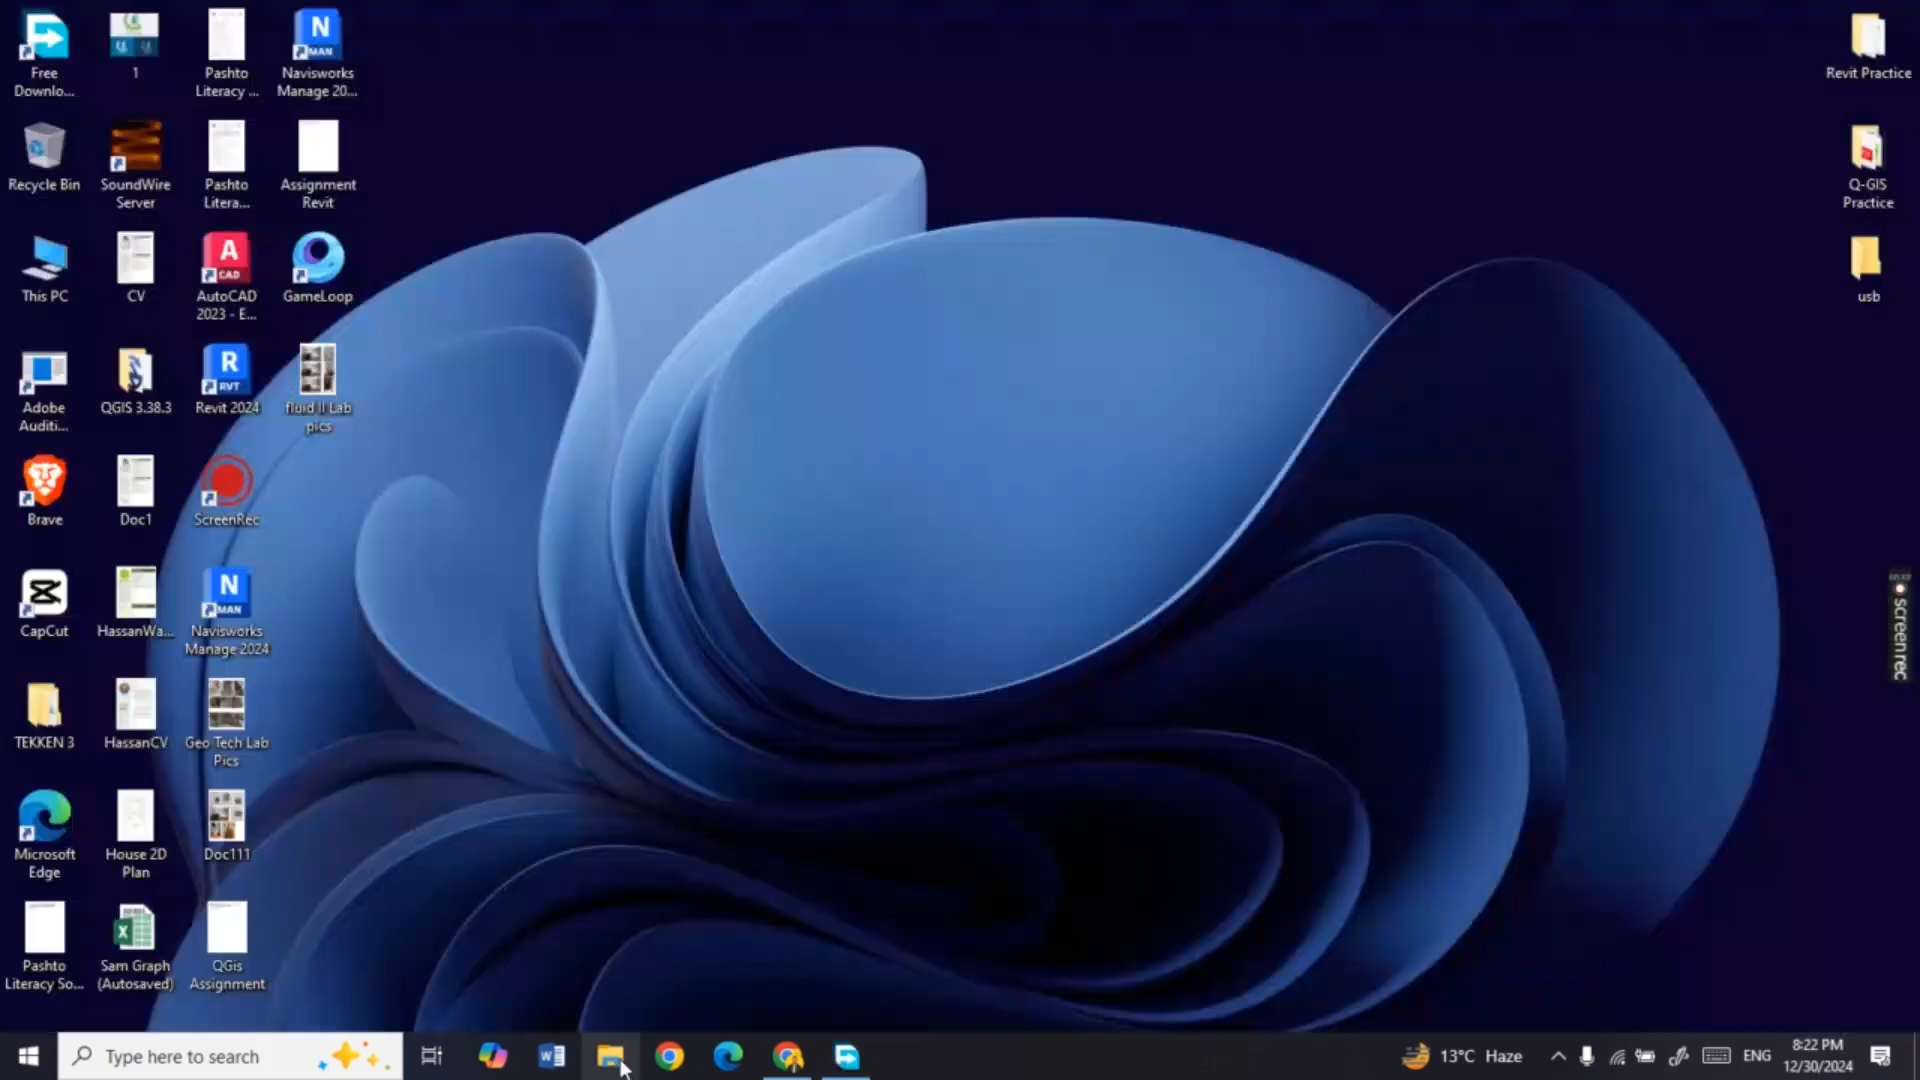 Free
Downlo...
1
Pashto
Literacy ...
N
MAN
Navisworks
Manage 20...
Revit Practice
Recycle Bin
SoundWire
Server
Pashto
Litera...
Assignment
Revit
Q-GIS
Practice
This PC
CV
A
CAD
AutoCAD
2023 - E...
GameLoop
usb
Adobe
Auditi...
QGIS 3.38.3
R
RVT
Revit 2024
fluid II Lab
pics
Brave
Doc1
ScreenRec
CapCut
HassanWa...
N
MAN
Navisworks
Manage 2024
screenrec
TEKKEN 3
HassanCV
Geo Tech Lab
Pics
Microsoft
Edge
House 2D
Plan
Doc111
Pashto
Literacy So...
X
Sam Graph
(Autosaved)
QGis
Assignment
Type here to search
W
13°C Haze
ENG
8:22 PM
12/30/2024